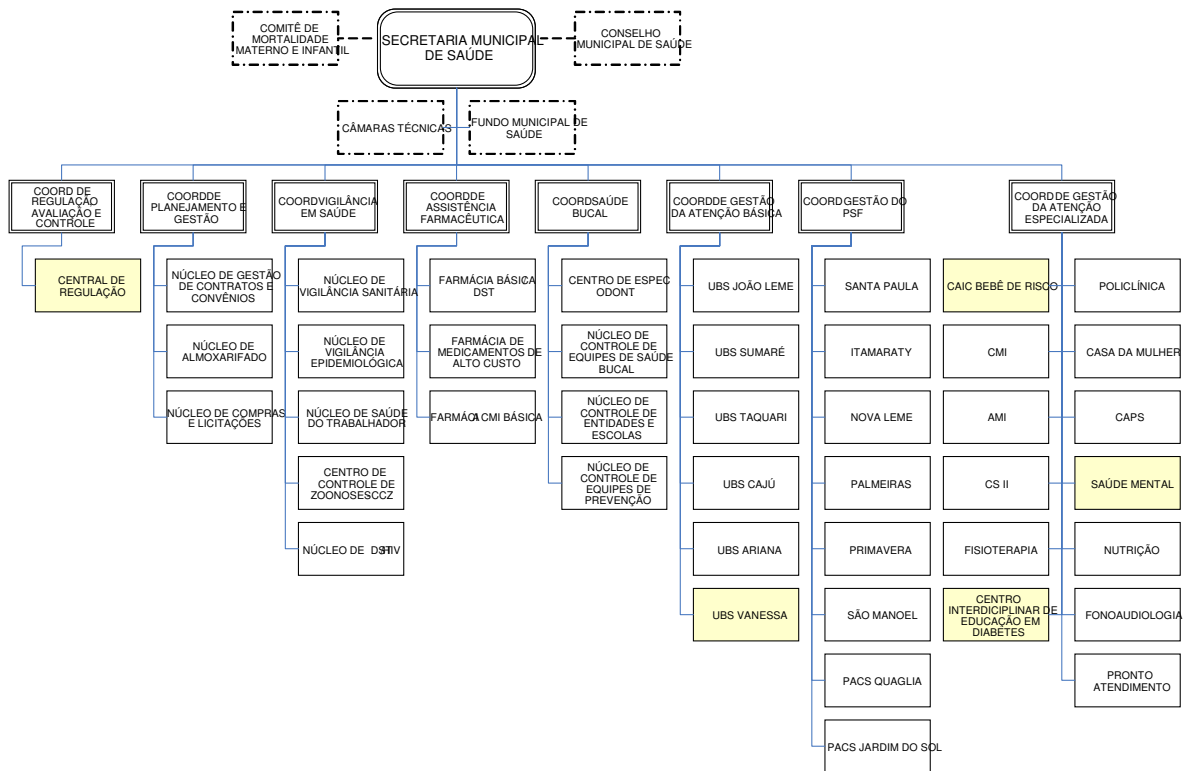 COMITÊ DE
MORTALIDADE
MATERNO E INFANTIL
SECRETARIA MUNICIPAL
DE SAÚDE
CONSELHO
MUNICIPAL DE SAÚDE
CÂMARAS TÉCNICAS
FUNDO MUNICIPAL DE
SAÚDE
COORD DE
REGULAÇÃO
AVALIAÇÃO E
CONTROLE
COORDDE
PLANEJAMENTO E
GESTÃO
COORDVIGILÂNCIA
EM SAÚDE
COORDDE
ASSISTÊNCIA
FARMACÊUTICA
COORDSAÚDE
BUCAL
COORDDE GESTÃO
DA ATENÇÃO BÁSICA
COORDGESTÃO DO
PSF
COORDDE GESTÃO
DA ATENÇÃO
ESPECIALIZADA
CENTRAL DE
REGULAÇÃO
NÚCLEO DE GESTÃO
DE CONTRATOS E
CONVÊNIOS
NÚCLEO DE
ALMOXARIFADO
NÚCLEO DE COMPRAS
E LICITAÇÕES
NÚCLEO DE
VIGILÂNCIA SANITÁRIA
NÚCLEO DE
VIGILÂNCIA
EPIDEMIOLÓGICA
NÚCLEO DE SAÚDE
DO TRABALHADOR
CENTRO DE
CONTROLE DE
ZOONOSESCCZ
NÚCLEO DE
FARMÁCIA BÁSICA
DST
FARMÁCIA DE
MEDICAMENTOS DE
ALTO CUSTO
CMI BÁSICA
CENTRO DE ESPEC
ODONT
NÚCLEO DE
CONTROLE DE
EQUIPES DE SAÚDE
BUCAL
NÚCLEO DE
CONTROLE DE
ENTIDADES E
ESCOLAS
NÚCLEO DE
CONTROLE DE
EQUIPES DE
PREVENÇÃO
UBS JOÃO LEME
UBS SUMARÉ
UBS TAQUARI
UBS CAJÚ
UBS ARIANA
UBS VANESSA
SANTA PAULA
ITAMARATY
NOVA LEME
PALMEIRAS
PRIMAVERA
SÃO MANOEL
PACS QUAGLIA
PACS JARDIM DO SOL
CAIC BEBÊ DE RISCO
CMI
AMI
CS II
FISIOTERAPIA
CENTRO
INTERDICIPLINAR DE
EDUCAÇÃO EM
DIABETES
POLICLÍNICA
CASA DA MULHER
CAPS
SAÚDE MENTAL
NUTRIÇÃO
FONOAUDIOLOGIA
PRONTO
ATENDIMENTO